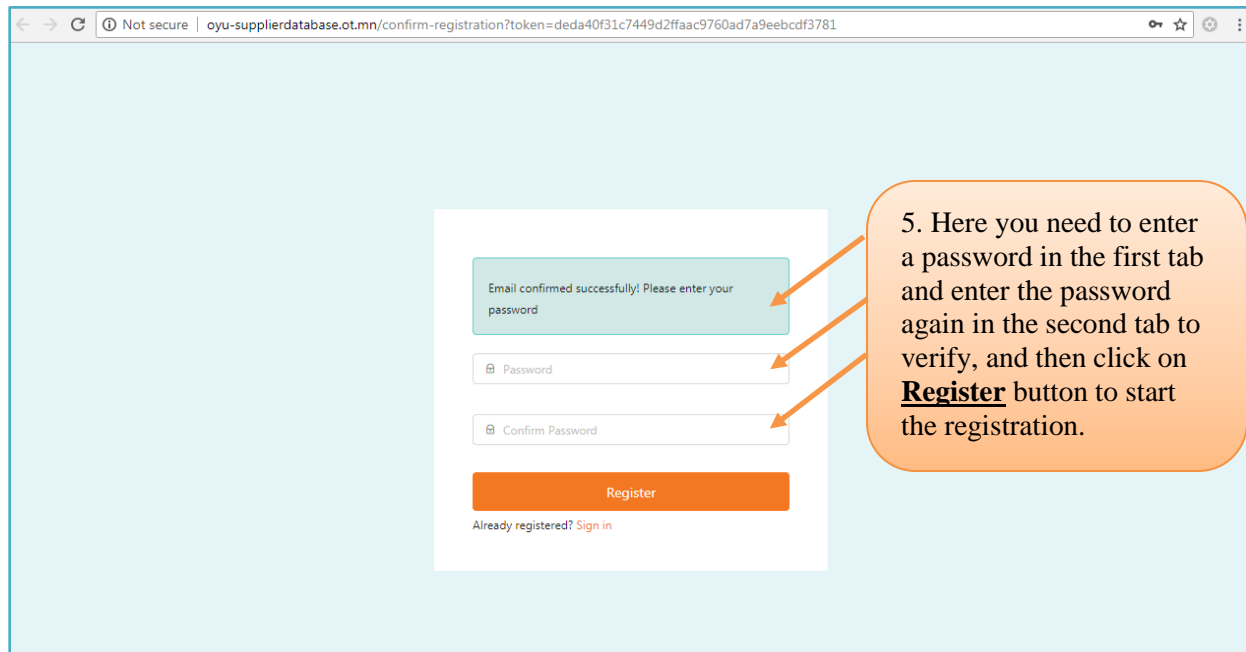 Not secure | oyu-supplierdatabase.ot.mn/confirm-registration?token=deda40f31c7449d2ffaac9760ad7a9eebcdf3781
Email confirmed successfully! Please enter your
password
Password
Confirm Password
Register
Already registered? Sign in
5. Here you need to enter
a password in the first tab
and enter the password
again in the second tab to
verify, and then click on
Register button to start
the registration.